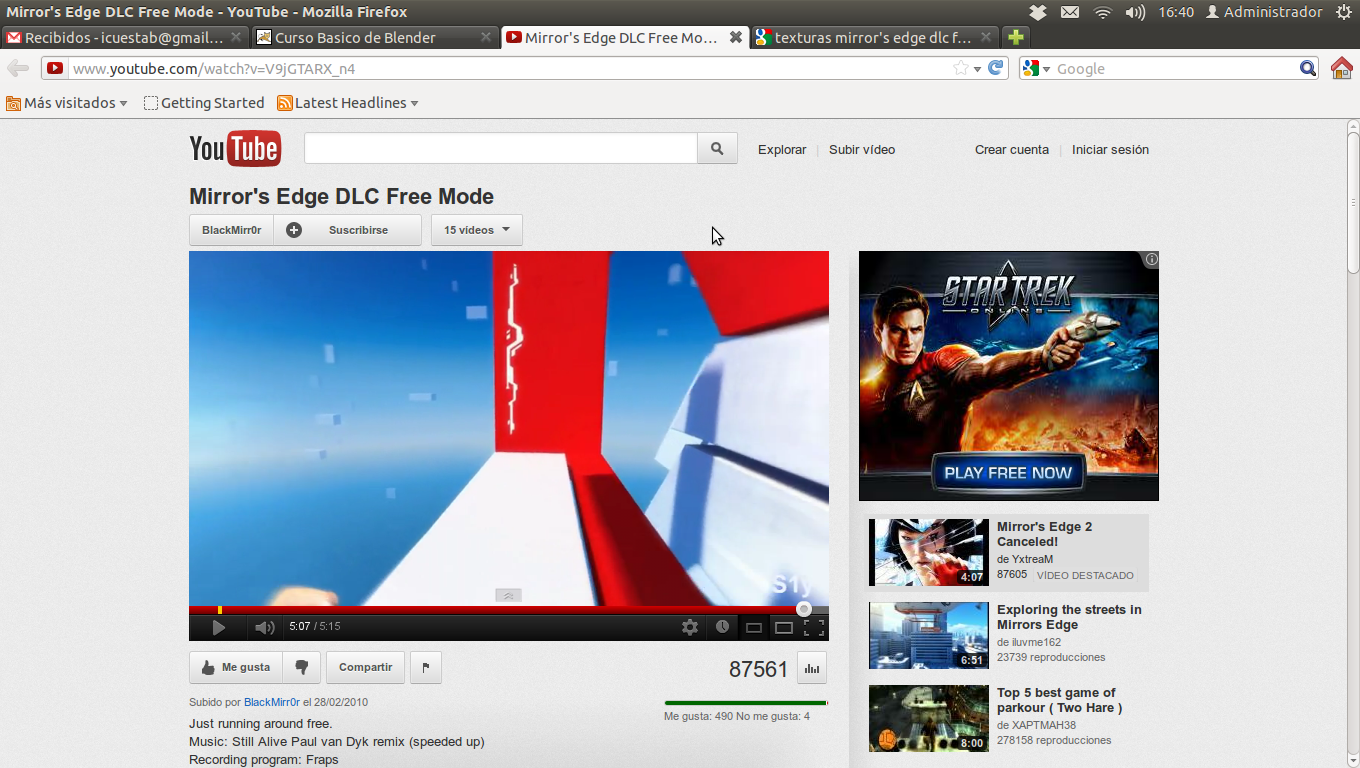 Mirror's Edge DLC Free Mode - YouTube - Mozilla Firefox
16:40 Administrador
Recibidos - icuestab@gmail....
Curso Basico de Blender
Mirror's Edge DLC Free Mo...
texturas mirror's edge dlc f...
www.youtube.com/watch?v=V9jGTARX_n4
Google
Más visitados
Getting Started
Latest Headlines
YouTube
Explorar
Subir vídeo
Crear cuenta
Iniciar sesión
Mirror's Edge DLC Free Mode
BlackMirr0r
Suscribirse
15 vídeos
S1y
5:07 / 5:15
Me gusta
Compartir
87561
Subido por BlackMirr0r el 28/02/2010
Me gusta: 490 No me gusta: 4
Just running around free.
Music: Still Alive Paul van Dyk remix (speeded up)
Recording program: Fraps
STAR TREK
ONLINE
PLAY FREE NOW
4:07
Mirror's Edge 2
Canceled!
de YxtreaM
87605 VÍDEO DESTACADO
6:51
Exploring the streets in
Mirrors Edge
de iluvme162
23739 reproducciones
8:00
Top 5 best game of
parkour ( Two Hare )
de XAPTMAH38
278158 reproducciones